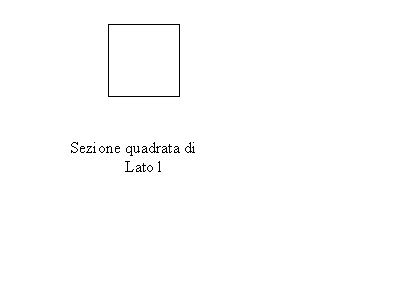 Sezione quadrata di
Lato l